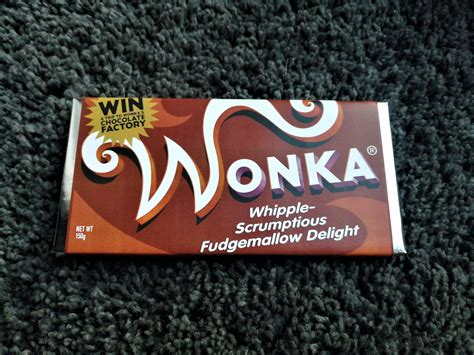 WIN
A TRIP TO WONKA'S
CHOCOLATE
FACTORY
WONKA®
Whipple-
Scrumptious
Fudgemallow Delight
NET WT
150g